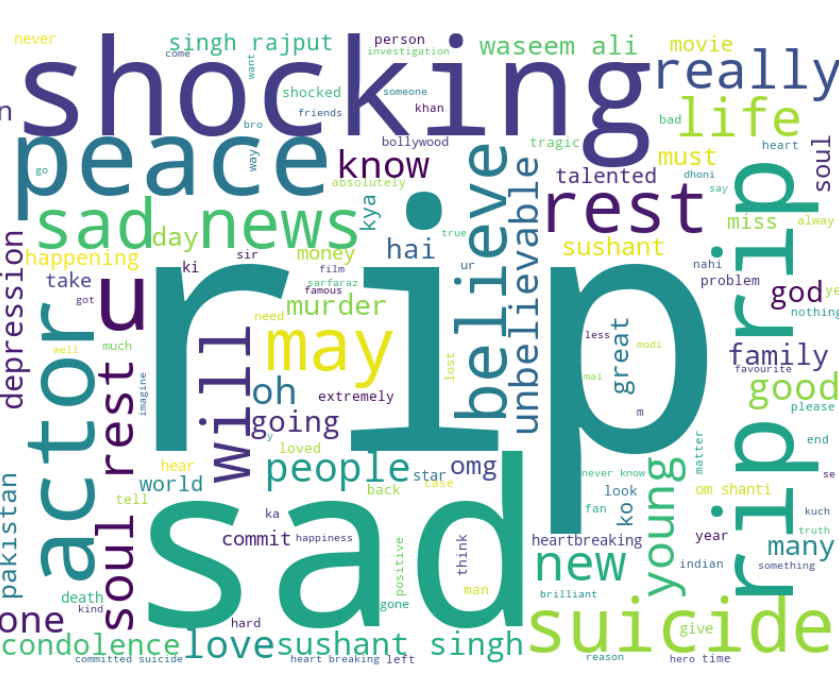 never
singh rajput
person
waseem ali
movie
come
want
investigation
shocking
really
shocked
someone
khan
n
friends
bad
life
bro
bollywood
tragic
heart
soul
peace
go
way
know
believe
unbelievable
must
talented
dhoni
say
absolutely
rest
miss
alway
sad
news
day
kya
true
hai
sushant
happening
sir
money
nahi
depression
take
ki
film
ur
problem
god
ye
got
u
sarfaraz
famous
murder
nothing
rip
actor
need
may
less
great
modi
rip rip
family
well
much
will
lost
favourite
imagine
oh
extremely
mai
good
soul rest
going
m
please
y
loved
matter
end
hear
people
star
omg
never know
se
world
back
case
look
om shanti
pakistan
tell
fan
ko
young
kuch
ka
sad
truth
commit
happiness
think
heartbreaking
year
many
positive
new
indian
something
death
man
brilliant
one
kind
gone
hard
suicide
give
condolence
love
sushant singh
committed suicide
heart breaking
left
reason
hero
time